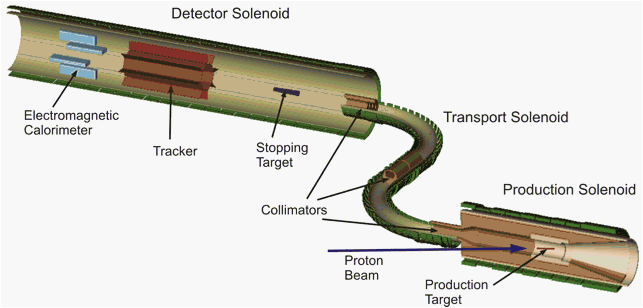 Detector Solenoid
Electromagnetic
Calorimeter
Tracker
Stopping
Target
Transport Solenoid
Collimators
Production Solenoid
Proton
Beam
Production
Target